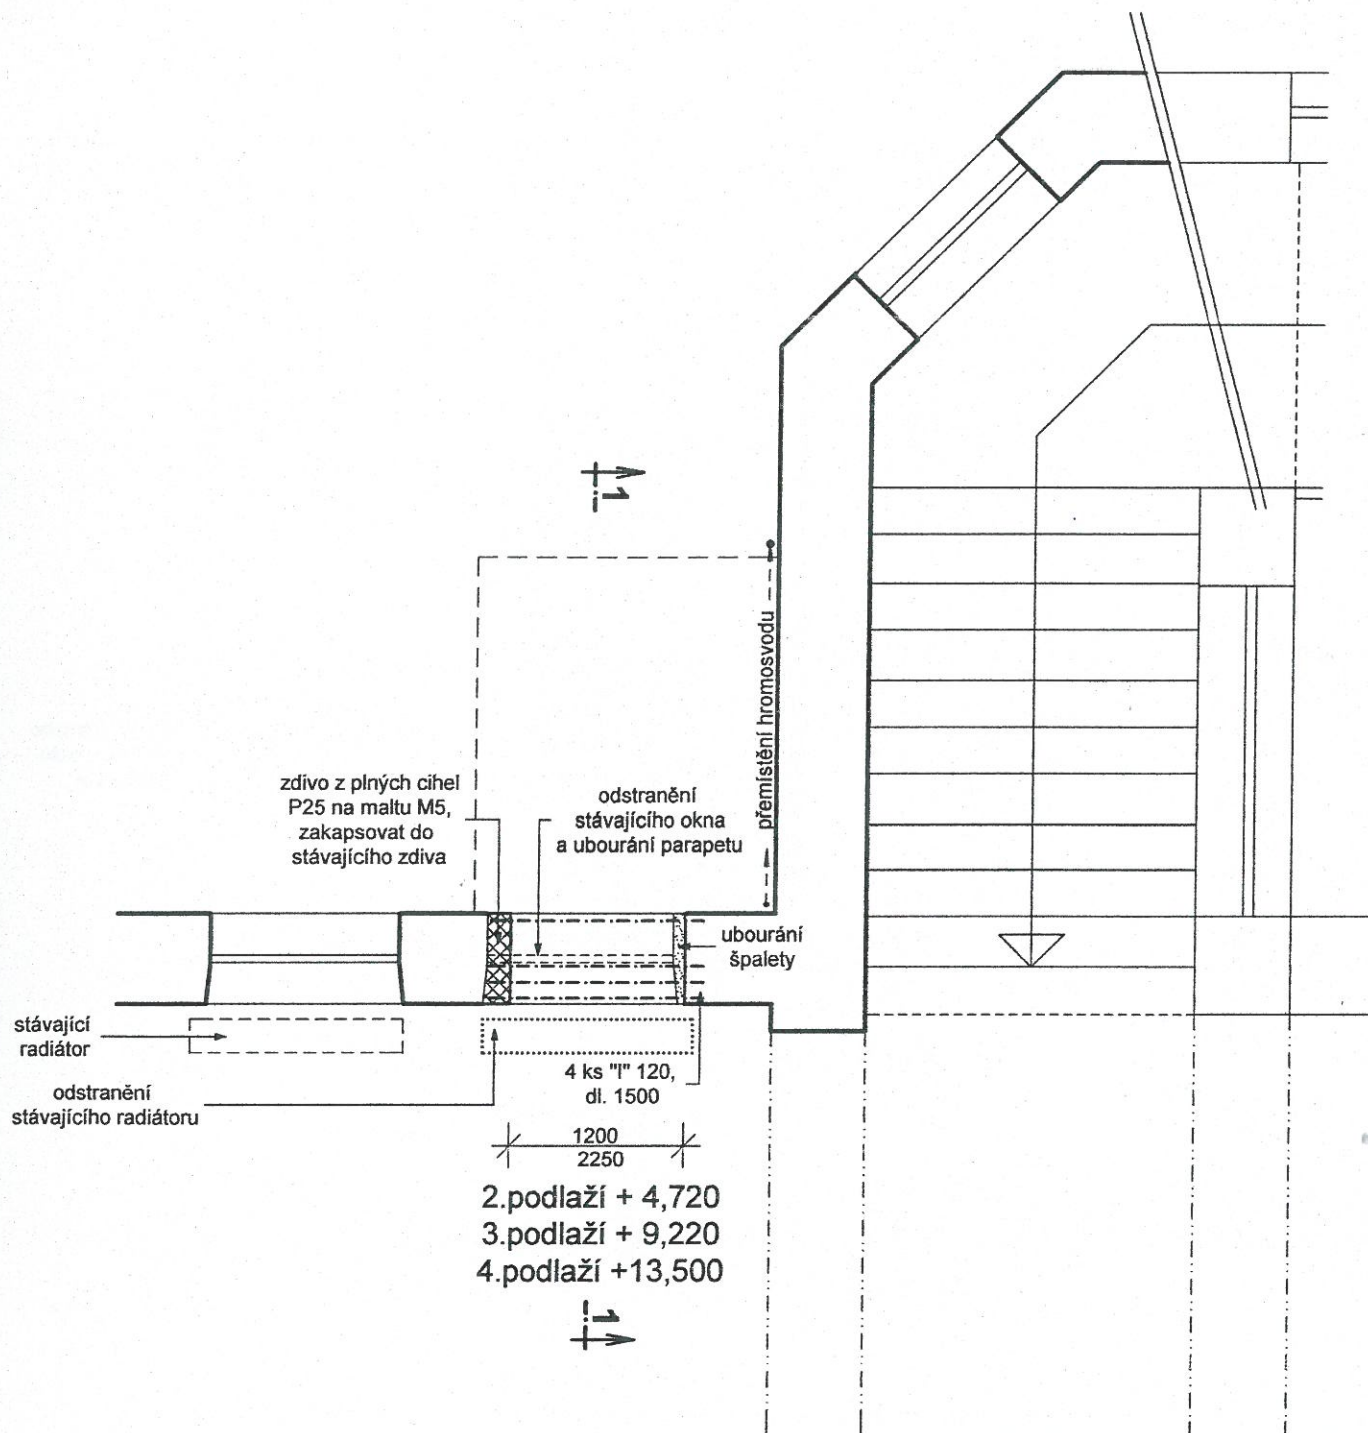 1
přemístění hromosvodu
zdivo z plných cihel
P25 na maltu M5,
zakapsovat do
stávajícího zdiva
odstranění
stávajícího okna
a ubourání parapetu
ubourání
špalety
stávající
radiátor
odstranění
stávajícího radiátoru
4 ks "I" 120,
dl. 1500
1200
2250
2.podlaží + 4,720
3.podlaží + 9,220
4.podlaží +13,500
1